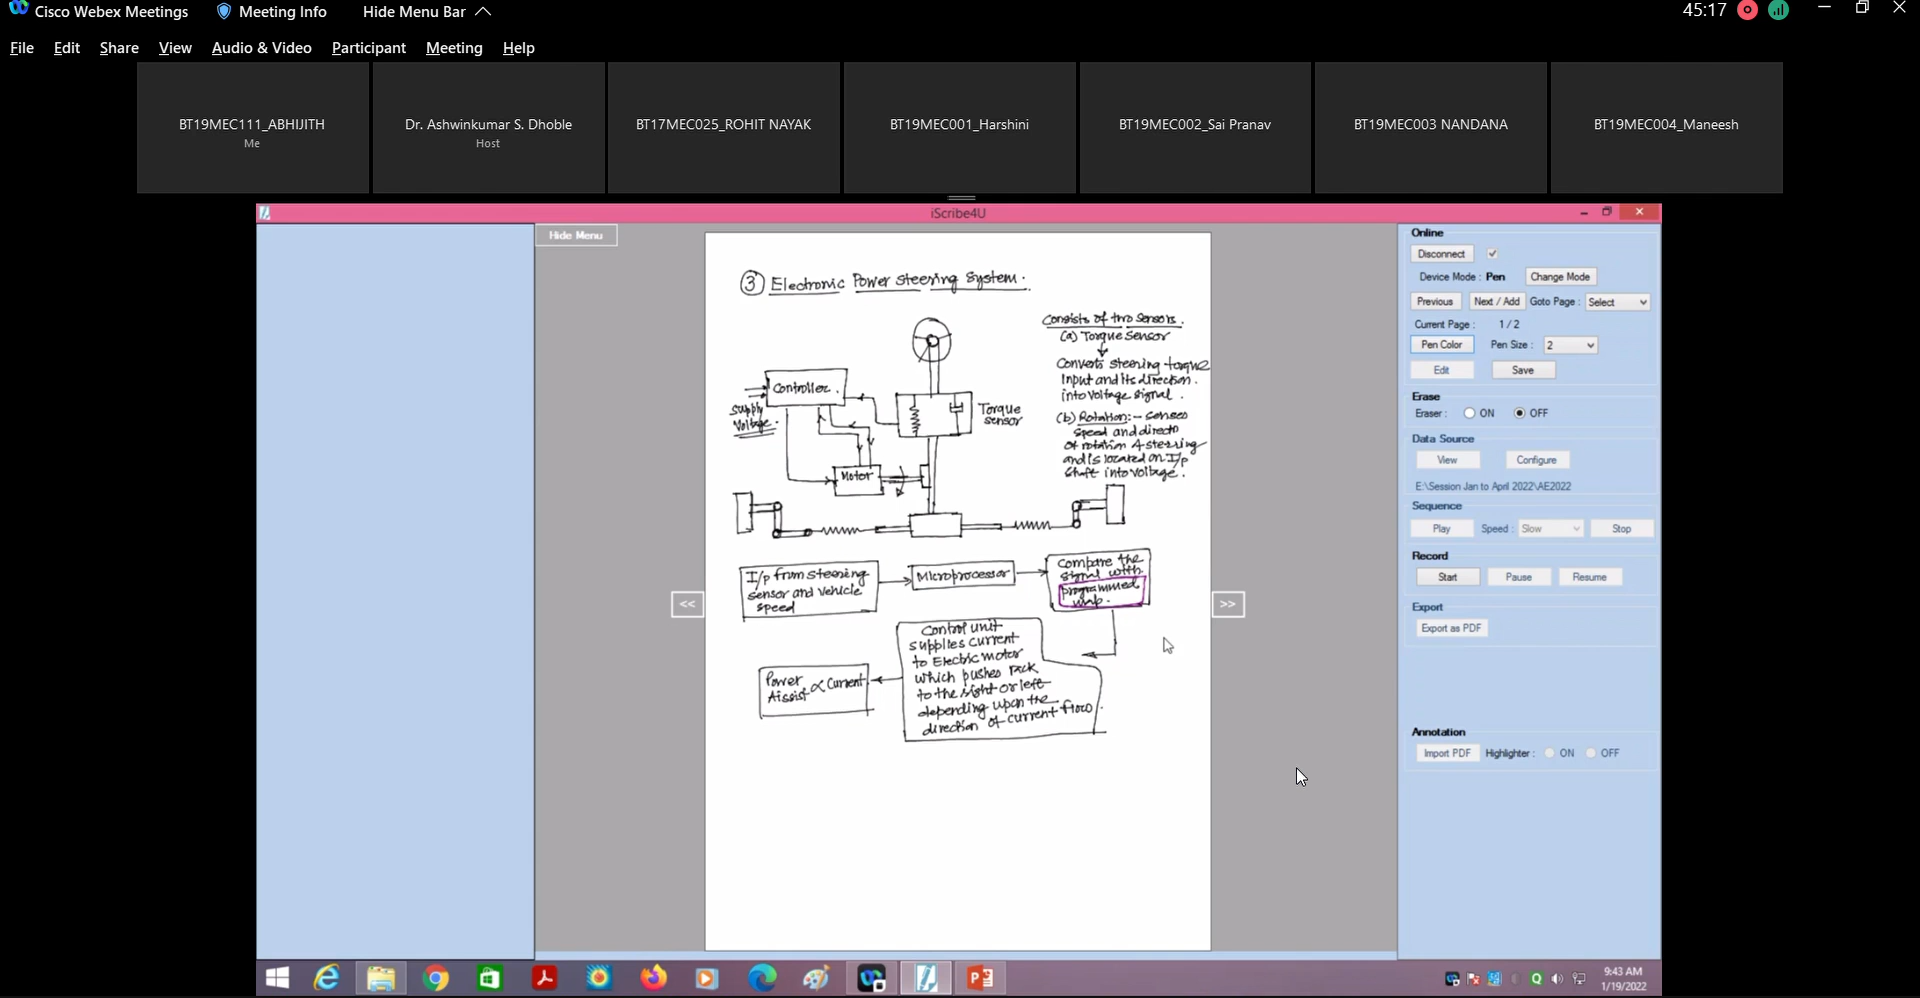 Cisco Webex Meetings
Meeting Info
Hide Menu Bar
45:17
File Edit Share View Audio & Video Participant Meeting Help
BT19MEC111_ABHIJITH
Me
Dr. Ashwinkumar S. Dhoble
Host
BT17MEC025_ROHIT NAYAK
BT19MEC001_Harshini
BT19MEC002_Sai Pranav
BT19MEC003 NANDANA
BT19MEC004_Maneesh
iScribe4U
Hide Menu
3 Electronic Power Steering System.
Controller.
Supply
Voltage.
Torque
sensor
Motor
Consists of two Sensors.
(a) Torque Sensor
Converts steering torque
Input and its direction.
into voltage signal.
(b) Rotation:- senses
speed and directn
of rotation of steering
and is located on I/p
shaft into voltage.
I/p from steering
sensor and vehicle
speed
Microprocessor
Compare the
signal with
programmed
map.
Control unit
supplies current
to Electric motor
which pushes rack
to the right or left
depending upon the
direction of current flow
Power
Assist ∝ Current
<<
>>
Online
Disconnect
Device Mode : Pen Change Mode
Previous Next / Add Goto Page : Select
Current Page : 1 / 2
Pen Color Pen Size : 2
Edit Save
Erase
Eraser : ON OFF
Data Source
View Configure
E:\Session Jan to April 2022\AE2022
Sequence
Play Speed : Slow Stop
Record
Start Pause Resume
Export
Export as PDF
Annotation
Import PDF Highlighter : ON OFF
9:43 AM
1/19/2022